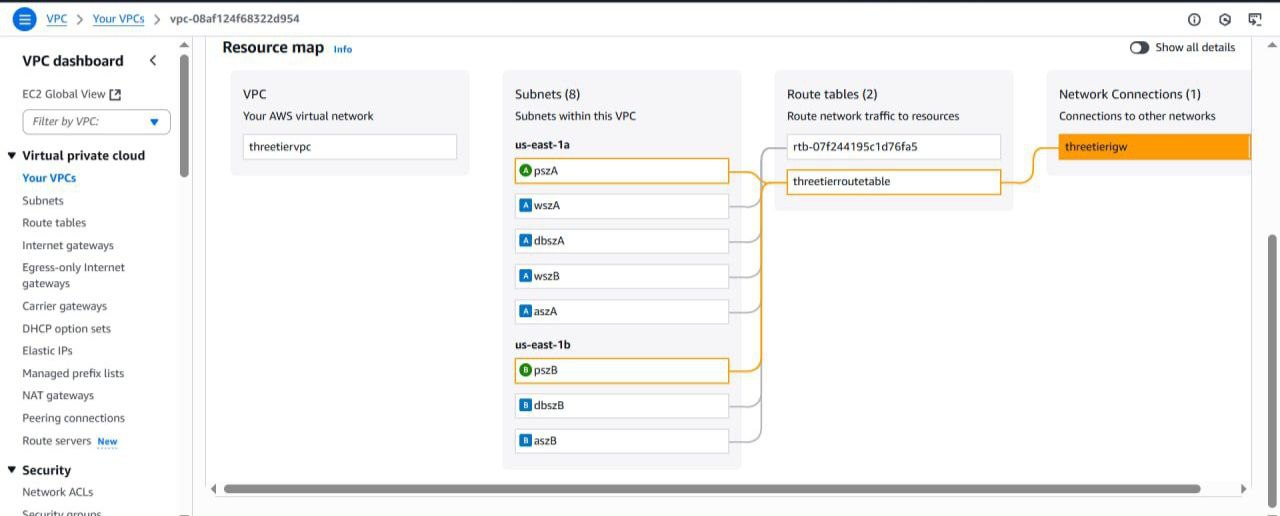 VPC > Your VPCs > vpc-08af124f68322d954
VPC dashboard
EC2 Global View
Filter by VPC:
Virtual private cloud
Your VPCs
Subnets
Route tables
Internet gateways
Egress-only Internet
gateways
Carrier gateways
DHCP option sets
Elastic IPs
Managed prefix lists
NAT gateways
Peering connections
Route servers New
Security
Network ACLs
Security groups
Resource map Info
Show all details
VPC
Your AWS virtual network
threetiervpc
Subnets (8)
Subnets within this VPC
us-east-1a
A pszA
A wszA
A dbszA
A wszB
A aszA
us-east-1b
B pszB
B dbszB
B aszB
Route tables (2)
Route network traffic to resources
rtb-07f244195c1d76fa5
threetierroutetable
Network Connections (1)
Connections to other networks
threetierigw